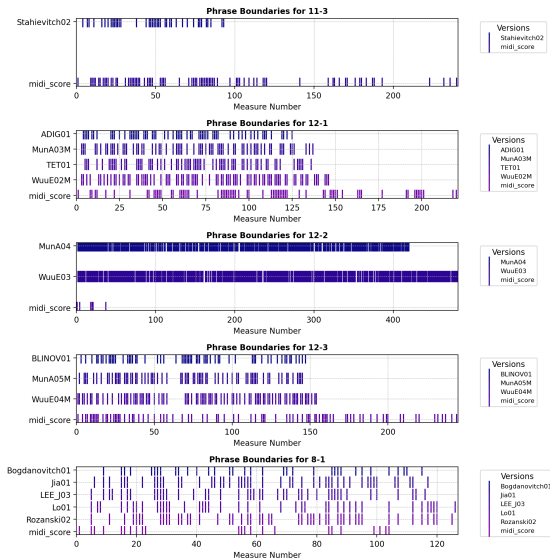 Phrase Boundaries for 11-3
Stahievitch02
midi_score
0 50 100 150 200
Measure Number
Versions
Stahievitch02
midi_score
Phrase Boundaries for 12-1
ADIG01
MunA03M
TET01
WuuE02M
midi_score
0 25 50 75 100 125 150 175 200
Measure Number
Versions
ADIG01
MunA03M
TET01
WuuE02M
midi_score
Phrase Boundaries for 12-2
MunA04
WuuE03
midi_score
0 100 200 300 400
Measure Number
Versions
MunA04
WuuE03
midi_score
Phrase Boundaries for 12-3
BLINOV01
MunA05M
WuuE04M
midi_score
0 50 100 150 200
Measure Number
Versions
BLINOV01
MunA05M
WuuE04M
midi_score
Phrase Boundaries for 8-1
Bogdanovitch01
Jia01
LEE_J03
Lo01
Rozanski02
midi_score
0 20 40 60 80 100 120
Measure Number
Versions
Bogdanovitch01
Jia01
LEE_J03
Lo01
Rozanski02
midi_score